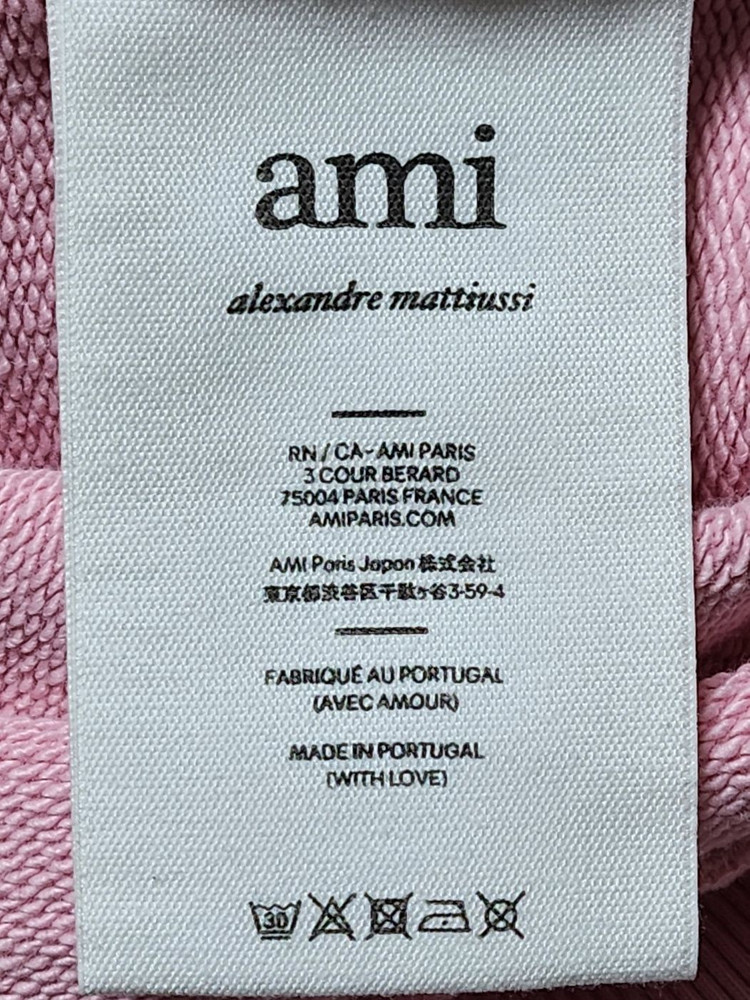 ami
alexandre mattiussi
RN / CA - AMI PARIS
3 COUR BERARD
75004 PARIS FRANCE
AMIPARIS.COM
AMI Paris Japan 株式会社
東京都渋谷区千駄ヶ谷3-59-4
FABRIQUÉ AU PORTUGAL
(AVEC AMOUR)
MADE IN PORTUGAL
(WITH LOVE)
30